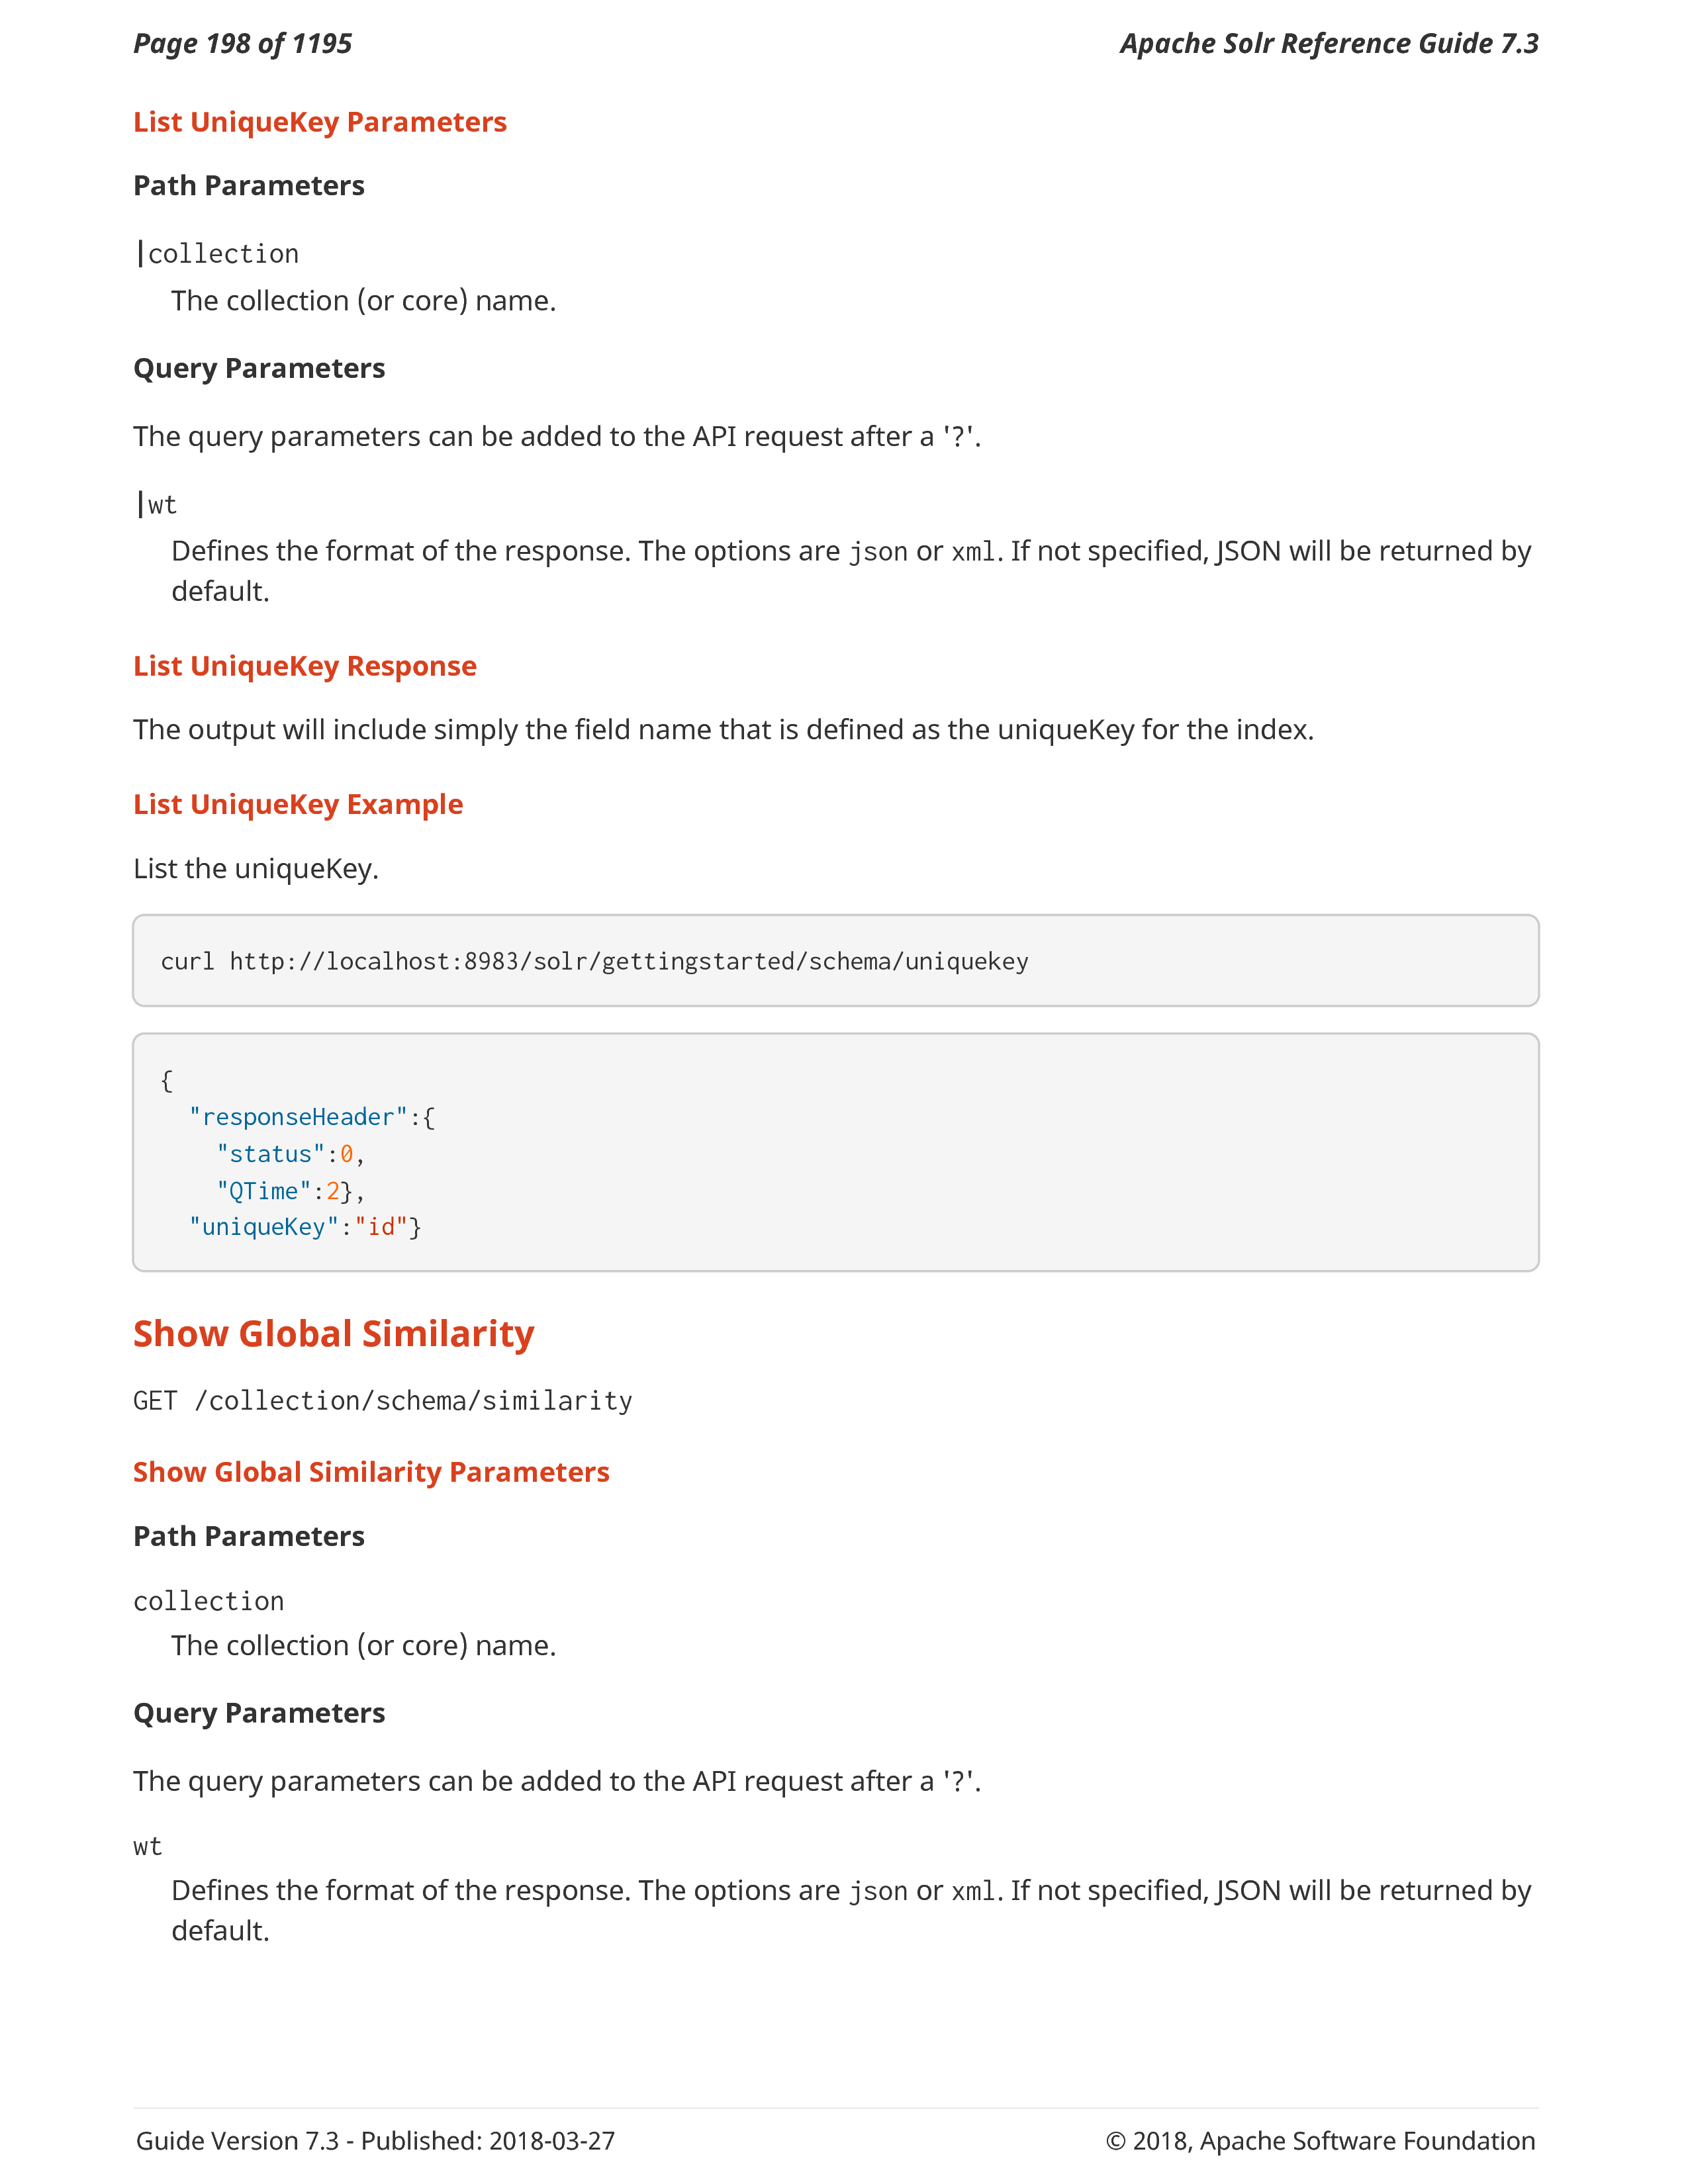 Page 198 of 1195
Apache Solr Reference Guide 7.3
List UniqueKey Parameters
Path Parameters
|collection
The collection (or core) name.
Query Parameters
The query parameters can be added to the API request after a '?'.
|wt
Defines the format of the response. The options are json or xml. If not specified, JSON will be returned by
default.
List UniqueKey Response
The output will include simply the field name that is defined as the uniqueKey for the index.
List UniqueKey Example
List the uniqueKey.
curl http://localhost:8983/solr/gettingstarted/schema/uniquekey
{
  "responseHeader":{
    "status":0,
    "QTime":2},
  "uniqueKey":"id"}
Show Global Similarity
GET /collection/schema/similarity
Show Global Similarity Parameters
Path Parameters
collection
The collection (or core) name.
Query Parameters
The query parameters can be added to the API request after a '?'.
wt
Defines the format of the response. The options are json or xml. If not specified, JSON will be returned by
default.
Guide Version 7.3 - Published: 2018-03-27
© 2018, Apache Software Foundation